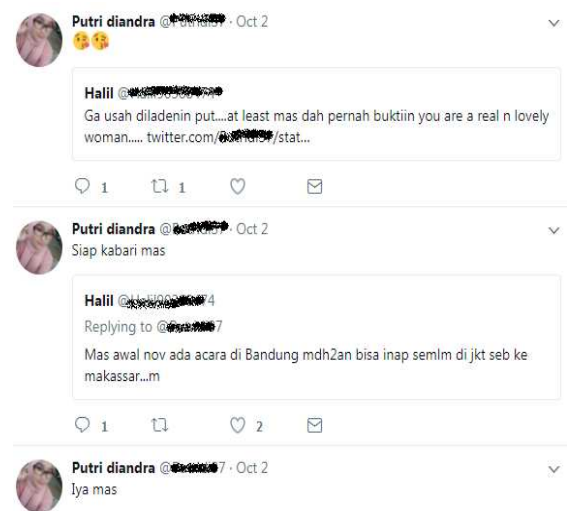 Putri diandra @ · Oct 2
😘😘
Halil @
Ga usah diladenin put....at least mas dah pernah buktiin you are a real n lovely
woman..... twitter.com/ /stat...
1 1
Putri diandra @ · Oct 2
Siap kabari mas
Halil @ 4
Replying to @ 7
Mas awal nov ada acara di Bandung mdh2an bisa inap semlm di jkt seb ke
makassar...m
1 2
Putri diandra @ 7 · Oct 2
Iya mas